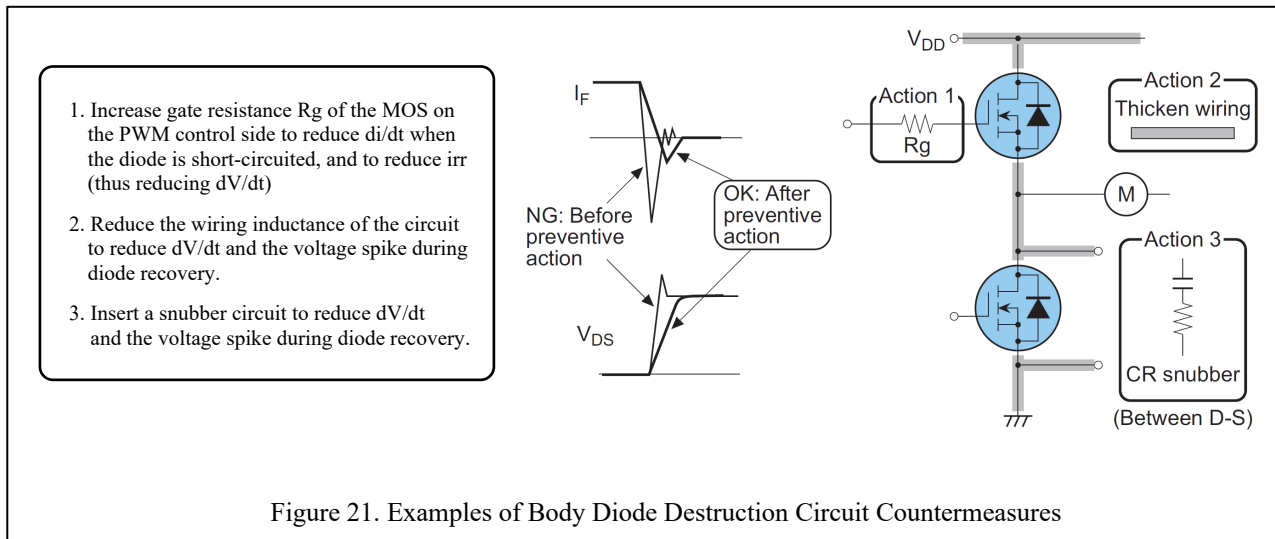 1. Increase gate resistance Rg of the MOS on
the PWM control side to reduce di/dt when
the diode is short-circuited, and to reduce irr
(thus reducing dV/dt)
2. Reduce the wiring inductance of the circuit
to reduce dV/dt and the voltage spike during
diode recovery.
3. Insert a snubber circuit to reduce dV/dt
and the voltage spike during diode recovery.
IF
NG: Before
preventive
action
OK: After
preventive
action
VDS
VDD
Action 1
Rg
Action 2
Thicken wiring
M
Action 3
CR snubber
(Between D-S)
Figure 21. Examples of Body Diode Destruction Circuit Countermeasures